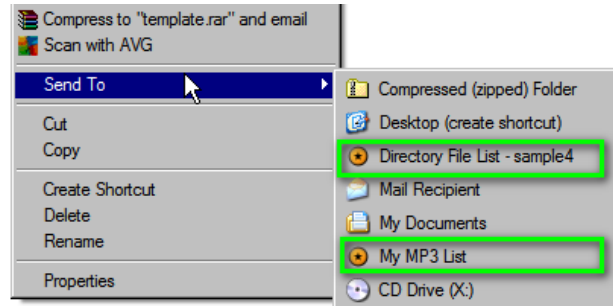 Compress to "template.rar" and email
Scan with AVG
Send To
Cut
Copy
Create Shortcut
Delete
Rename
Properties
Compressed (zipped) Folder
Desktop (create shortcut)
Directory File List - sample4
Mail Recipient
My Documents
My MP3 List
CD Drive (X:)